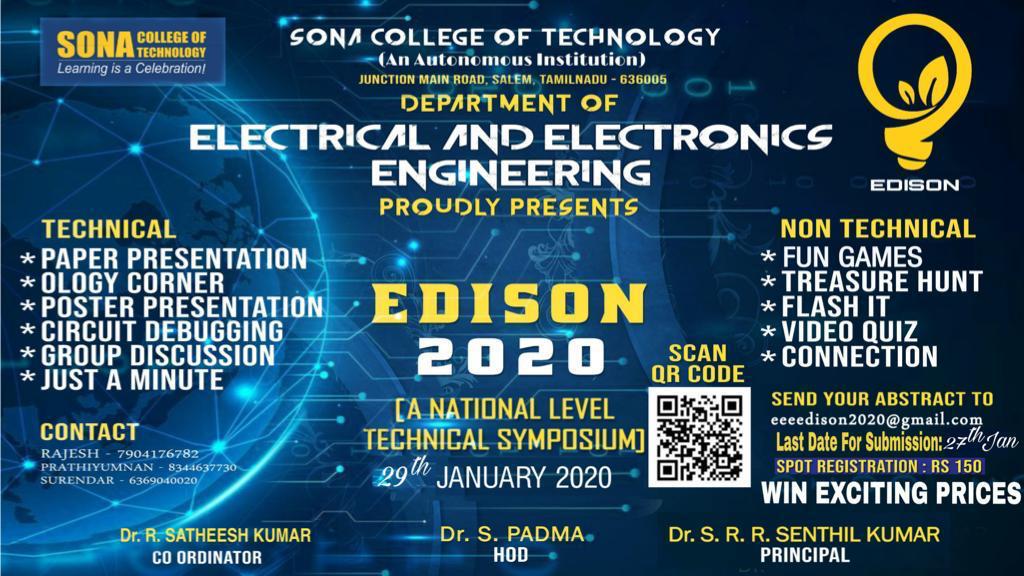 SONA COLLEGE OF
TECHNOLOGY
Learning is a Celebration!
SONA COLLEGE OF TECHNOLOGY
(An Autonomous Institution)
JUNCTION MAIN ROAD, SALEM, TAMILNADU - 636005
DEPARTMENT OF
ELECTRICAL AND ELECTRONICS
ENGINEERING
PROUDLY PRESENTS
EDISON
TECHNICAL
* PAPER PRESENTATION
* OLOGY CORNER
* POSTER PRESENTATION
* CIRCUIT DEBUGGING
* GROUP DISCUSSION
* JUST A MINUTE
CONTACT
RAJESH - 7904176782
PRATHIYUMNAN - 8344637730
SURENDAR - 6369040020
EDISON
2020
[A NATIONAL LEVEL
TECHNICAL SYMPOSIUM]
29th JANUARY 2020
NON TECHNICAL
* FUN GAMES
* TREASURE HUNT
* FLASH IT
* VIDEO QUIZ
* CONNECTION
SCAN
QR CODE
SEND YOUR ABSTRACT TO
eeeedison2020@gmail.com
Last Date For Submission:27th Jan
SPOT REGISTRATION : RS 150
WIN EXCITING PRICES
Dr. R. SATHEESH KUMAR
CO ORDINATOR
Dr. S. PADMA
HOD
Dr. S. R. R. SENTHIL KUMAR
PRINCIPAL